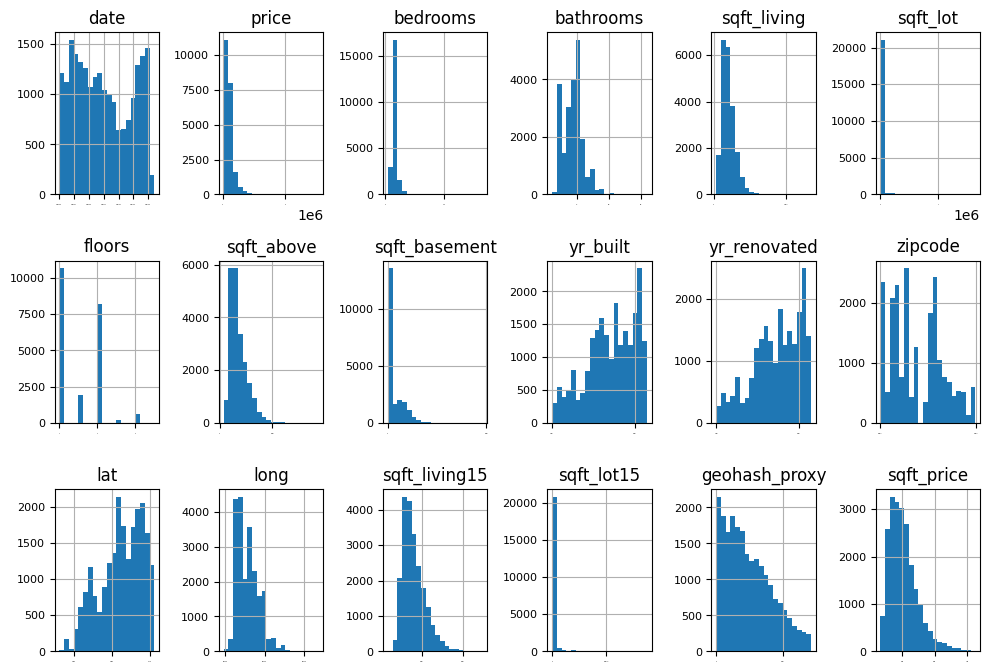 date price bedrooms bathrooms sqft_living sqft_lot
1500 1000 500 0
10000 7500 5000 2500 0
15000 10000 5000 0
4000 2000 0
6000 4000 2000 0
20000 15000 10000 5000 0
1e6 1e6
floors sqft_above sqft_basement yr_built yr_renovated zipcode
10000 7500 5000 2500 0
6000 4000 2000 0
10000 5000 0
2000 1500 1000 500 0
2000 1000 0
2000 1000 0
lat long sqft_living15 sqft_lot15 geohash_proxy sqft_price
2000 1500 1000 500 0
4000 3000 2000 1000 0
4000 3000 2000 1000 0
20000 15000 10000 5000 0
2000 1500 1000 500 0
3000 2000 1000 0